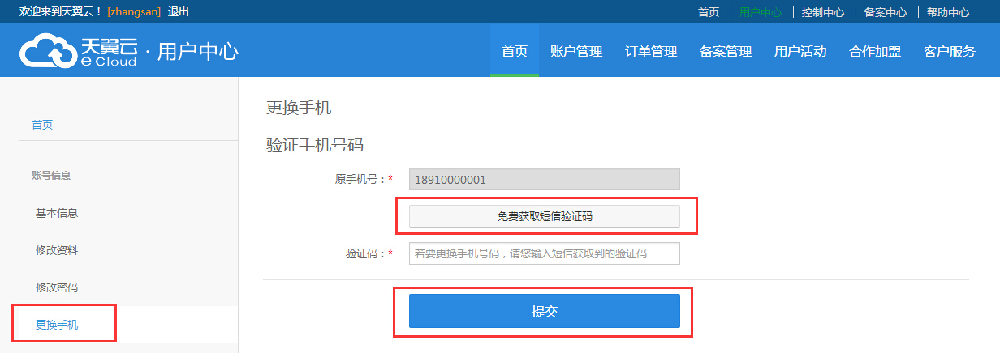 欢迎来到天翼云！ [zhangsan] 退出
首页 | 用户中心 | 控制中心 | 备案中心 | 帮助中心
天翼云
e Cloud
· 用户中心
首页 账户管理 订单管理 备案管理 用户活动 合作加盟 客户服务
首页
账号信息
基本信息
修改资料
修改密码
更换手机
更换手机
验证手机号码
原手机号：* 18910000001
免费获取短信验证码
验证码：* 若要更换手机号码，请您输入短信获取到的验证码
提交